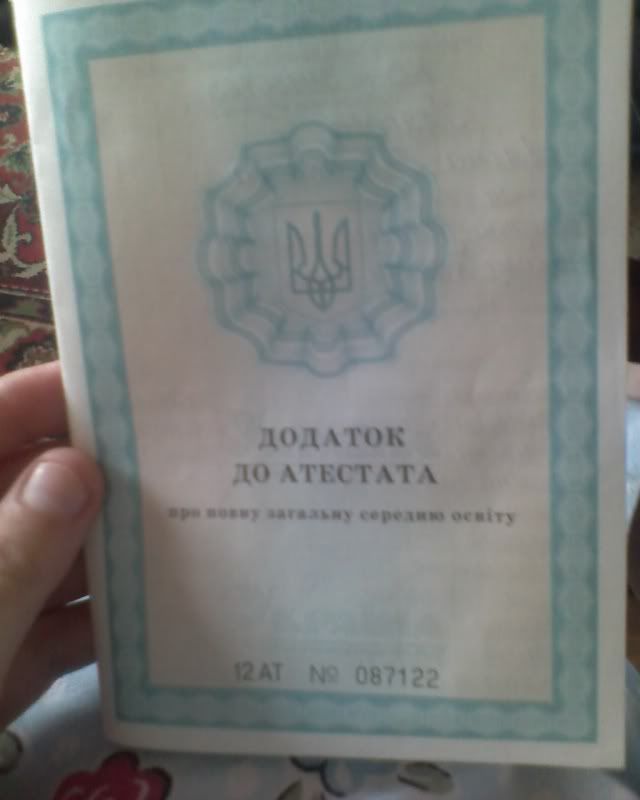 ДОДАТОК
ДО АТЕСТАТА
про повну загальну середню освіту
12 АТ № 087122